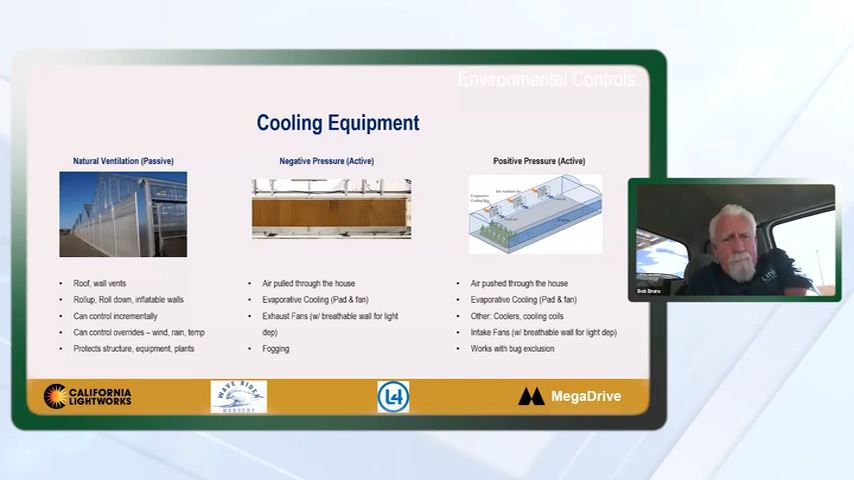 Environmental Controls
Cooling Equipment
Natural Ventilation (Passive)
Negative Pressure (Active)
Positive Pressure (Active)
• Roof, wall vents
• Rollup, Roll down, inflatable walls
• Can control incrementally
• Can control overrides – wind, rain, temp
• Protects structure, equipment, plants
• Air pulled through the house
• Evaporative Cooling (Pad & fan)
• Exhaust Fans (w/ breathable wall for light
dep)
• Fogging
• Air pushed through the house
• Evaporative Cooling (Pad & fan)
• Other: Coolers, cooling coils
• Intake Fans (w/ breathable wall for light dep)
• Works with bug exclusion
Bob Bruns
CALIFORNIA
LIGHTWORKS
WAVE RIDER
NURSERY
L4
MegaDrive